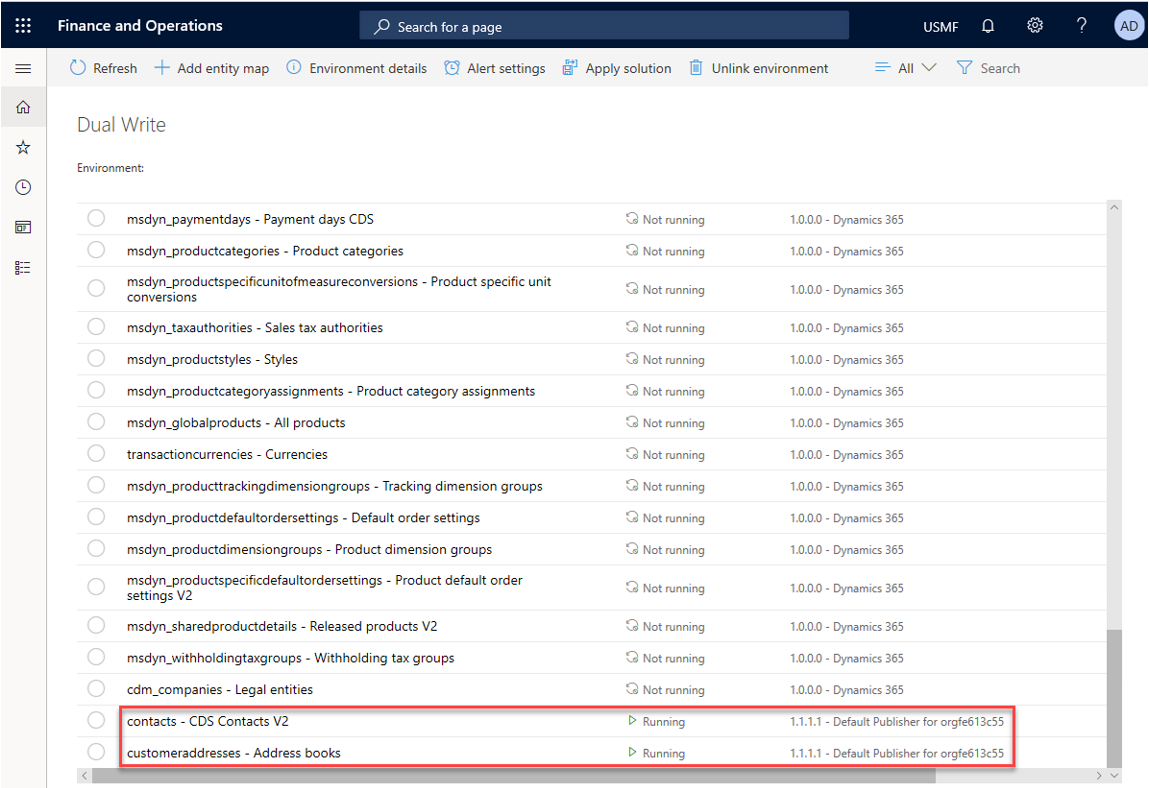 Finance and Operations
Search for a page
USMF
?
AD
Refresh
Add entity map
Environment details
Alert settings
Apply solution
Unlink environment
All
Search
Dual Write
Environment:
msdyn_paymentdays - Payment days CDS Not running 1.0.0.0 - Dynamics 365
msdyn_productcategories - Product categories Not running 1.0.0.0 - Dynamics 365
msdyn_productspecificunitofmeasureconversions - Product specific unit
conversions Not running 1.0.0.0 - Dynamics 365
msdyn_taxauthorities - Sales tax authorities Not running 1.0.0.0 - Dynamics 365
msdyn_productstyles - Styles Not running 1.0.0.0 - Dynamics 365
msdyn_productcategoryassignments - Product category assignments Not running 1.0.0.0 - Dynamics 365
msdyn_globalproducts - All products Not running 1.0.0.0 - Dynamics 365
transactioncurrencies - Currencies Not running 1.0.0.0 - Dynamics 365
msdyn_producttrackingdimensiongroups - Tracking dimension groups Not running 1.0.0.0 - Dynamics 365
msdyn_productdefaultordersettings - Default order settings Not running 1.0.0.0 - Dynamics 365
msdyn_productdimensiongroups - Product dimension groups Not running 1.0.0.0 - Dynamics 365
msdyn_productspecificdefaultordersettings - Product default order
settings V2 Not running 1.0.0.0 - Dynamics 365
msdyn_sharedproductdetails - Released products V2 Not running 1.0.0.0 - Dynamics 365
msdyn_withholdingtaxgroups - Withholding tax groups Not running 1.0.0.0 - Dynamics 365
cdm_companies - Legal entities Not running 1.0.0.0 - Dynamics 365
contacts - CDS Contacts V2 Running 1.1.1.1 - Default Publisher for orgfe613c55
customeraddresses - Address books Running 1.1.1.1 - Default Publisher for orgfe613c55